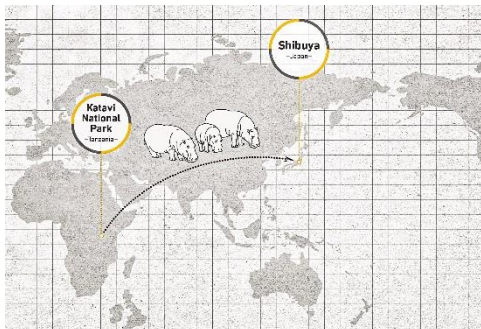 Shibuya
-Japan-
Katavi
National
Park
-Tanzania-